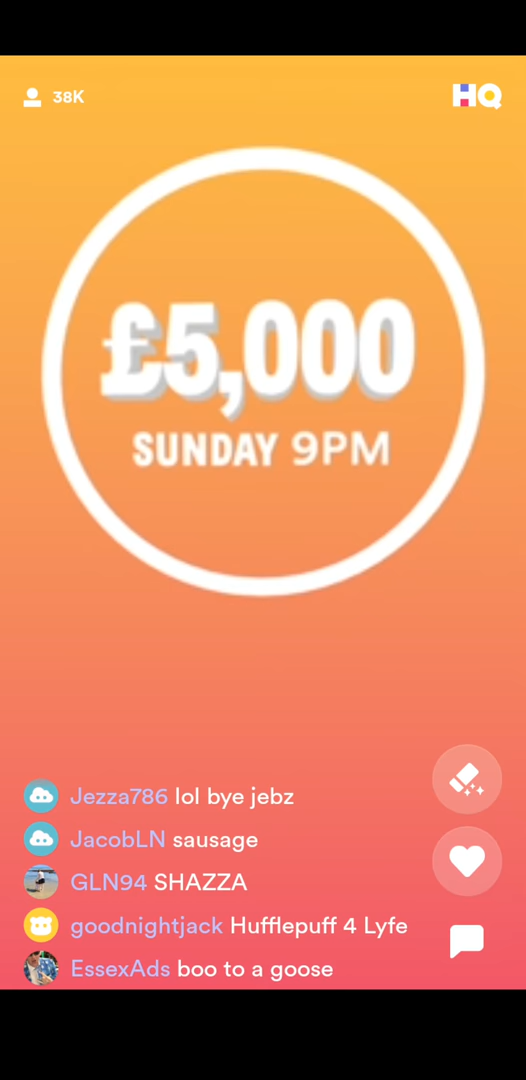 38K
HQ
£5,000
SUNDAY 9PM
Jezza786 lol bye jebz
JacobLN sausage
GLN94 SHAZZA
goodnightjack Hufflepuff 4 Lyfe
EssexAds boo to a goose